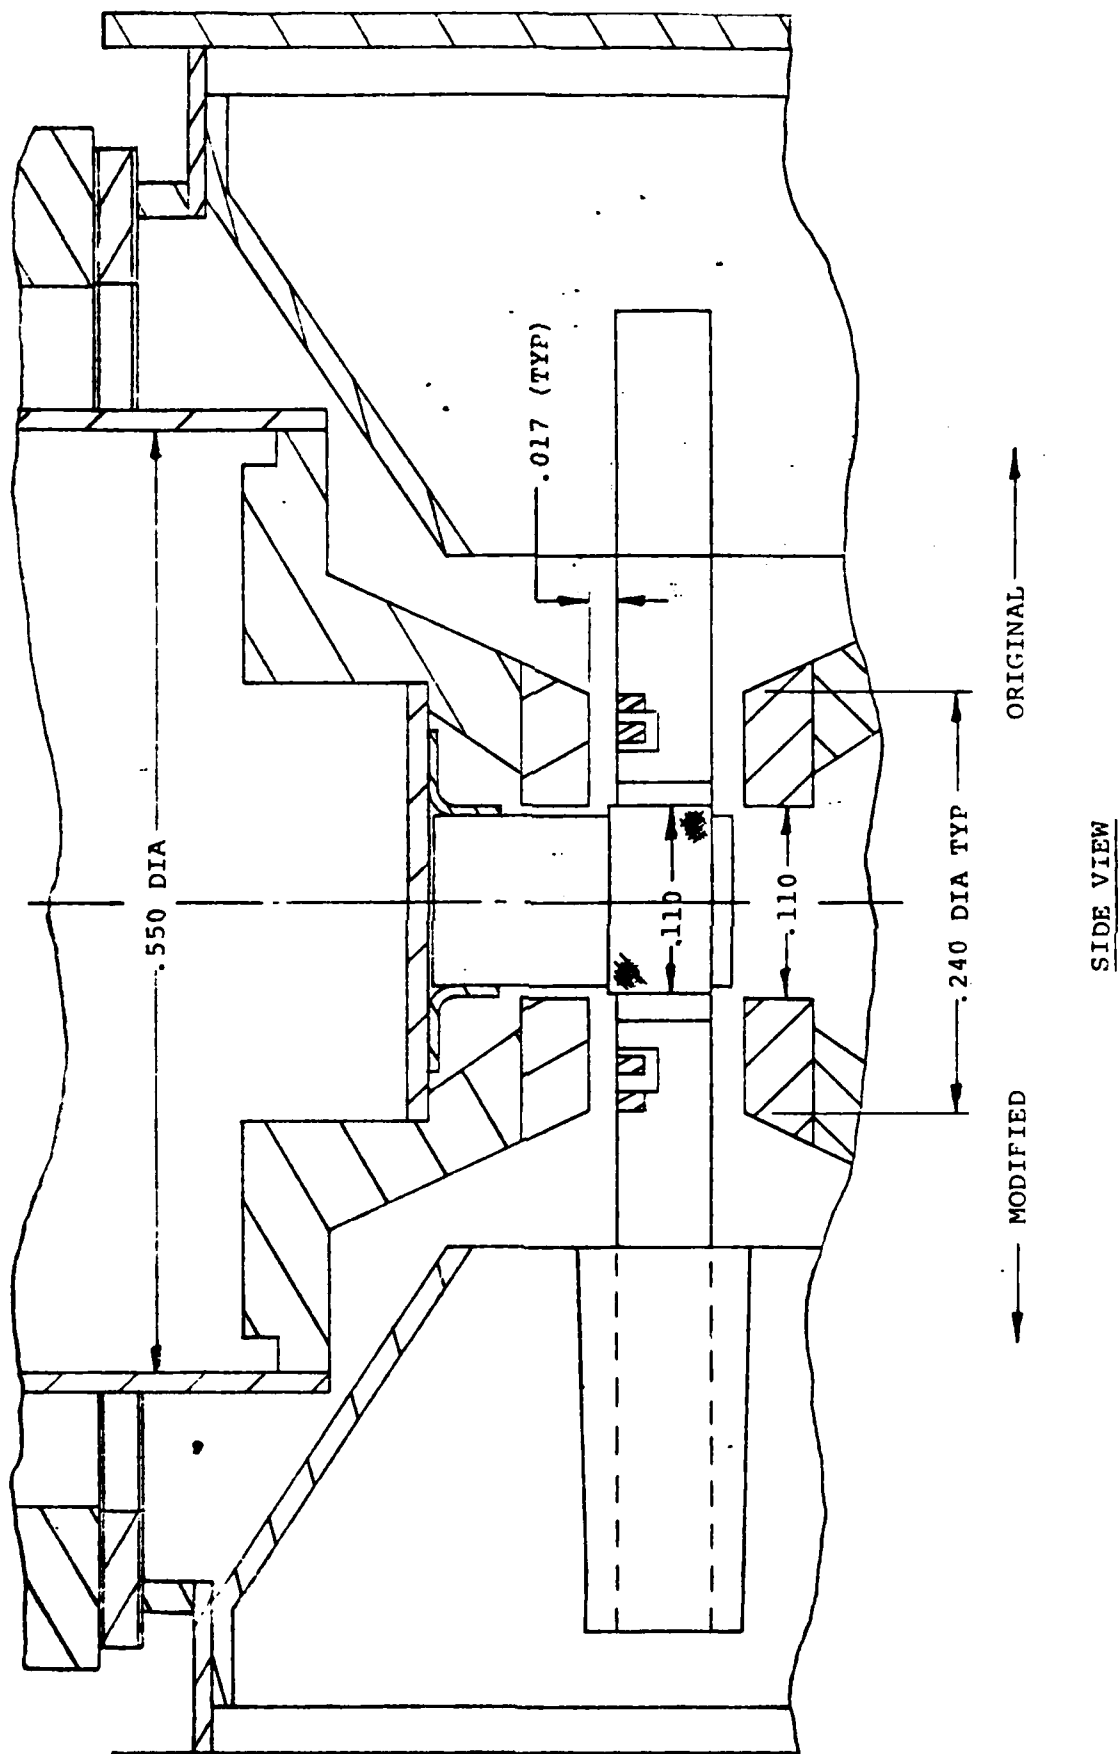 .550 DIA
.017 (TYP)
.110
.110
.240 DIA TYP
MODIFIED
ORIGINAL
SIDE VIEW